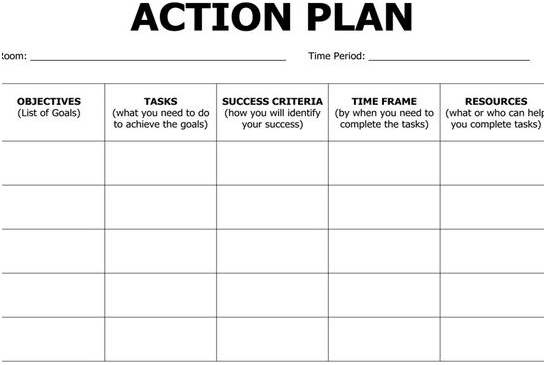 ACTION PLAN
Room: Time Period:
OBJECTIVES
(List of Goals)
TASKS
(what you need to do
to achieve the goals)
SUCCESS CRITERIA
(how you will identify
your success)
TIME FRAME
(by when you need to
complete the tasks)
RESOURCES
(what or who can help
you complete tasks)